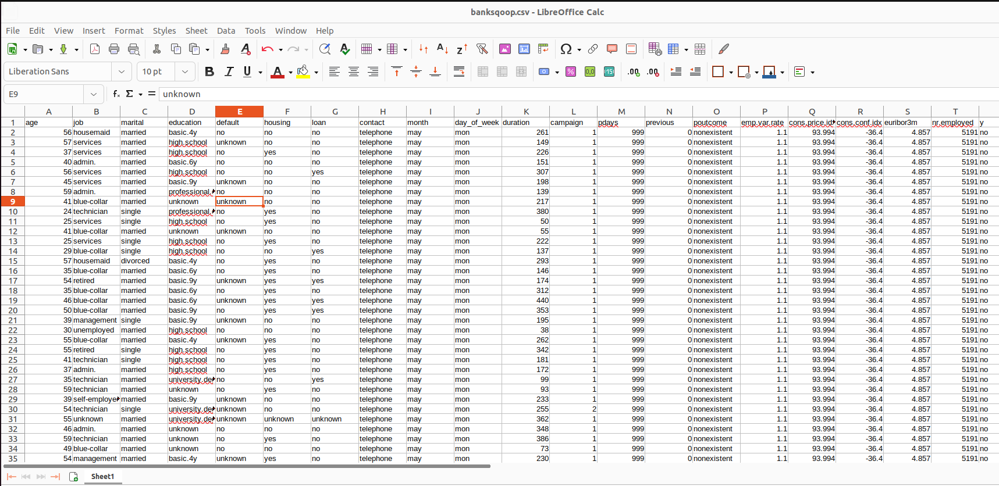 banksqoop.csv - LibreOffice Calc
File Edit View Insert Format Styles Sheet Data Tools Window Help
Liberation Sans 10 pt B I U
E9 fx Σ = unknown
A B C D E F G H I J K L M N O P Q R S T
1 age job marital education default housing loan contact month day_of_week duration campaign pdays previous poutcome emp.var.rate cons.price.id cons.conf.idx euribor3m nr.employed y
2 56 housemaid married basic.4y no no no telephone may mon 261 1 999 0 nonexistent 1.1 93.994 -36.4 4.857 5191 no
3 57 services married high.school unknown no no telephone may mon 149 1 999 0 nonexistent 1.1 93.994 -36.4 4.857 5191 no
4 37 services married high.school no yes no telephone may mon 226 1 999 0 nonexistent 1.1 93.994 -36.4 4.857 5191 no
5 40 admin. married basic.6y no no no telephone may mon 151 1 999 0 nonexistent 1.1 93.994 -36.4 4.857 5191 no
6 56 services married high.school no no yes telephone may mon 307 1 999 0 nonexistent 1.1 93.994 -36.4 4.857 5191 no
7 45 services married basic.9y unknown no no telephone may mon 198 1 999 0 nonexistent 1.1 93.994 -36.4 4.857 5191 no
8 59 admin. married professional. no no no telephone may mon 139 1 999 0 nonexistent 1.1 93.994 -36.4 4.857 5191 no
9 41 blue-collar married unknown unknown no no telephone may mon 217 1 999 0 nonexistent 1.1 93.994 -36.4 4.857 5191 no
10 24 technician single professional. no yes no telephone may mon 380 1 999 0 nonexistent 1.1 93.994 -36.4 4.857 5191 no
11 25 services single high.school no yes no telephone may mon 50 1 999 0 nonexistent 1.1 93.994 -36.4 4.857 5191 no
12 41 blue-collar married unknown unknown no no telephone may mon 55 1 999 0 nonexistent 1.1 93.994 -36.4 4.857 5191 no
13 25 services single high.school no yes no telephone may mon 222 1 999 0 nonexistent 1.1 93.994 -36.4 4.857 5191 no
14 29 blue-collar single high.school no no yes telephone may mon 137 1 999 0 nonexistent 1.1 93.994 -36.4 4.857 5191 no
15 57 housemaid divorced basic.4y no yes no telephone may mon 293 1 999 0 nonexistent 1.1 93.994 -36.4 4.857 5191 no
16 35 blue-collar married basic.6y no yes no telephone may mon 146 1 999 0 nonexistent 1.1 93.994 -36.4 4.857 5191 no
17 54 retired married basic.9y unknown yes yes telephone may mon 174 1 999 0 nonexistent 1.1 93.994 -36.4 4.857 5191 no
18 35 blue-collar married basic.6y no yes no telephone may mon 312 1 999 0 nonexistent 1.1 93.994 -36.4 4.857 5191 no
19 46 blue-collar married basic.6y unknown yes yes telephone may mon 440 1 999 0 nonexistent 1.1 93.994 -36.4 4.857 5191 no
20 50 blue-collar married basic.9y no yes yes telephone may mon 353 1 999 0 nonexistent 1.1 93.994 -36.4 4.857 5191 no
21 39 management single basic.9y unknown no no telephone may mon 195 1 999 0 nonexistent 1.1 93.994 -36.4 4.857 5191 no
22 30 unemployed married high.school no no no telephone may mon 38 1 999 0 nonexistent 1.1 93.994 -36.4 4.857 5191 no
23 55 blue-collar married basic.4y unknown yes no telephone may mon 262 1 999 0 nonexistent 1.1 93.994 -36.4 4.857 5191 no
24 55 retired single high.school no yes no telephone may mon 342 1 999 0 nonexistent 1.1 93.994 -36.4 4.857 5191 no
25 41 technician single high.school no yes no telephone may mon 181 1 999 0 nonexistent 1.1 93.994 -36.4 4.857 5191 no
26 37 admin. married high.school no yes no telephone may mon 172 1 999 0 nonexistent 1.1 93.994 -36.4 4.857 5191 no
27 35 technician married university.de no no yes telephone may mon 99 1 999 0 nonexistent 1.1 93.994 -36.4 4.857 5191 no
28 59 technician married unknown no yes no telephone may mon 93 1 999 0 nonexistent 1.1 93.994 -36.4 4.857 5191 no
29 39 self-employe married basic.9y unknown no no telephone may mon 233 1 999 0 nonexistent 1.1 93.994 -36.4 4.857 5191 no
30 54 technician single university.de unknown no no telephone may mon 255 2 999 0 nonexistent 1.1 93.994 -36.4 4.857 5191 no
31 55 unknown married university.de unknown unknown unknown telephone may mon 362 1 999 0 nonexistent 1.1 93.994 -36.4 4.857 5191 no
32 46 admin. married unknown no no no telephone may mon 348 1 999 0 nonexistent 1.1 93.994 -36.4 4.857 5191 no
33 59 technician married unknown no yes no telephone may mon 386 1 999 0 nonexistent 1.1 93.994 -36.4 4.857 5191 no
34 49 blue-collar married unknown no no no telephone may mon 73 1 999 0 nonexistent 1.1 93.994 -36.4 4.857 5191 no
35 54 management married basic.4y unknown yes no telephone may mon 230 1 999 0 nonexistent 1.1 93.994 -36.4 4.857 5191 no
Sheet1